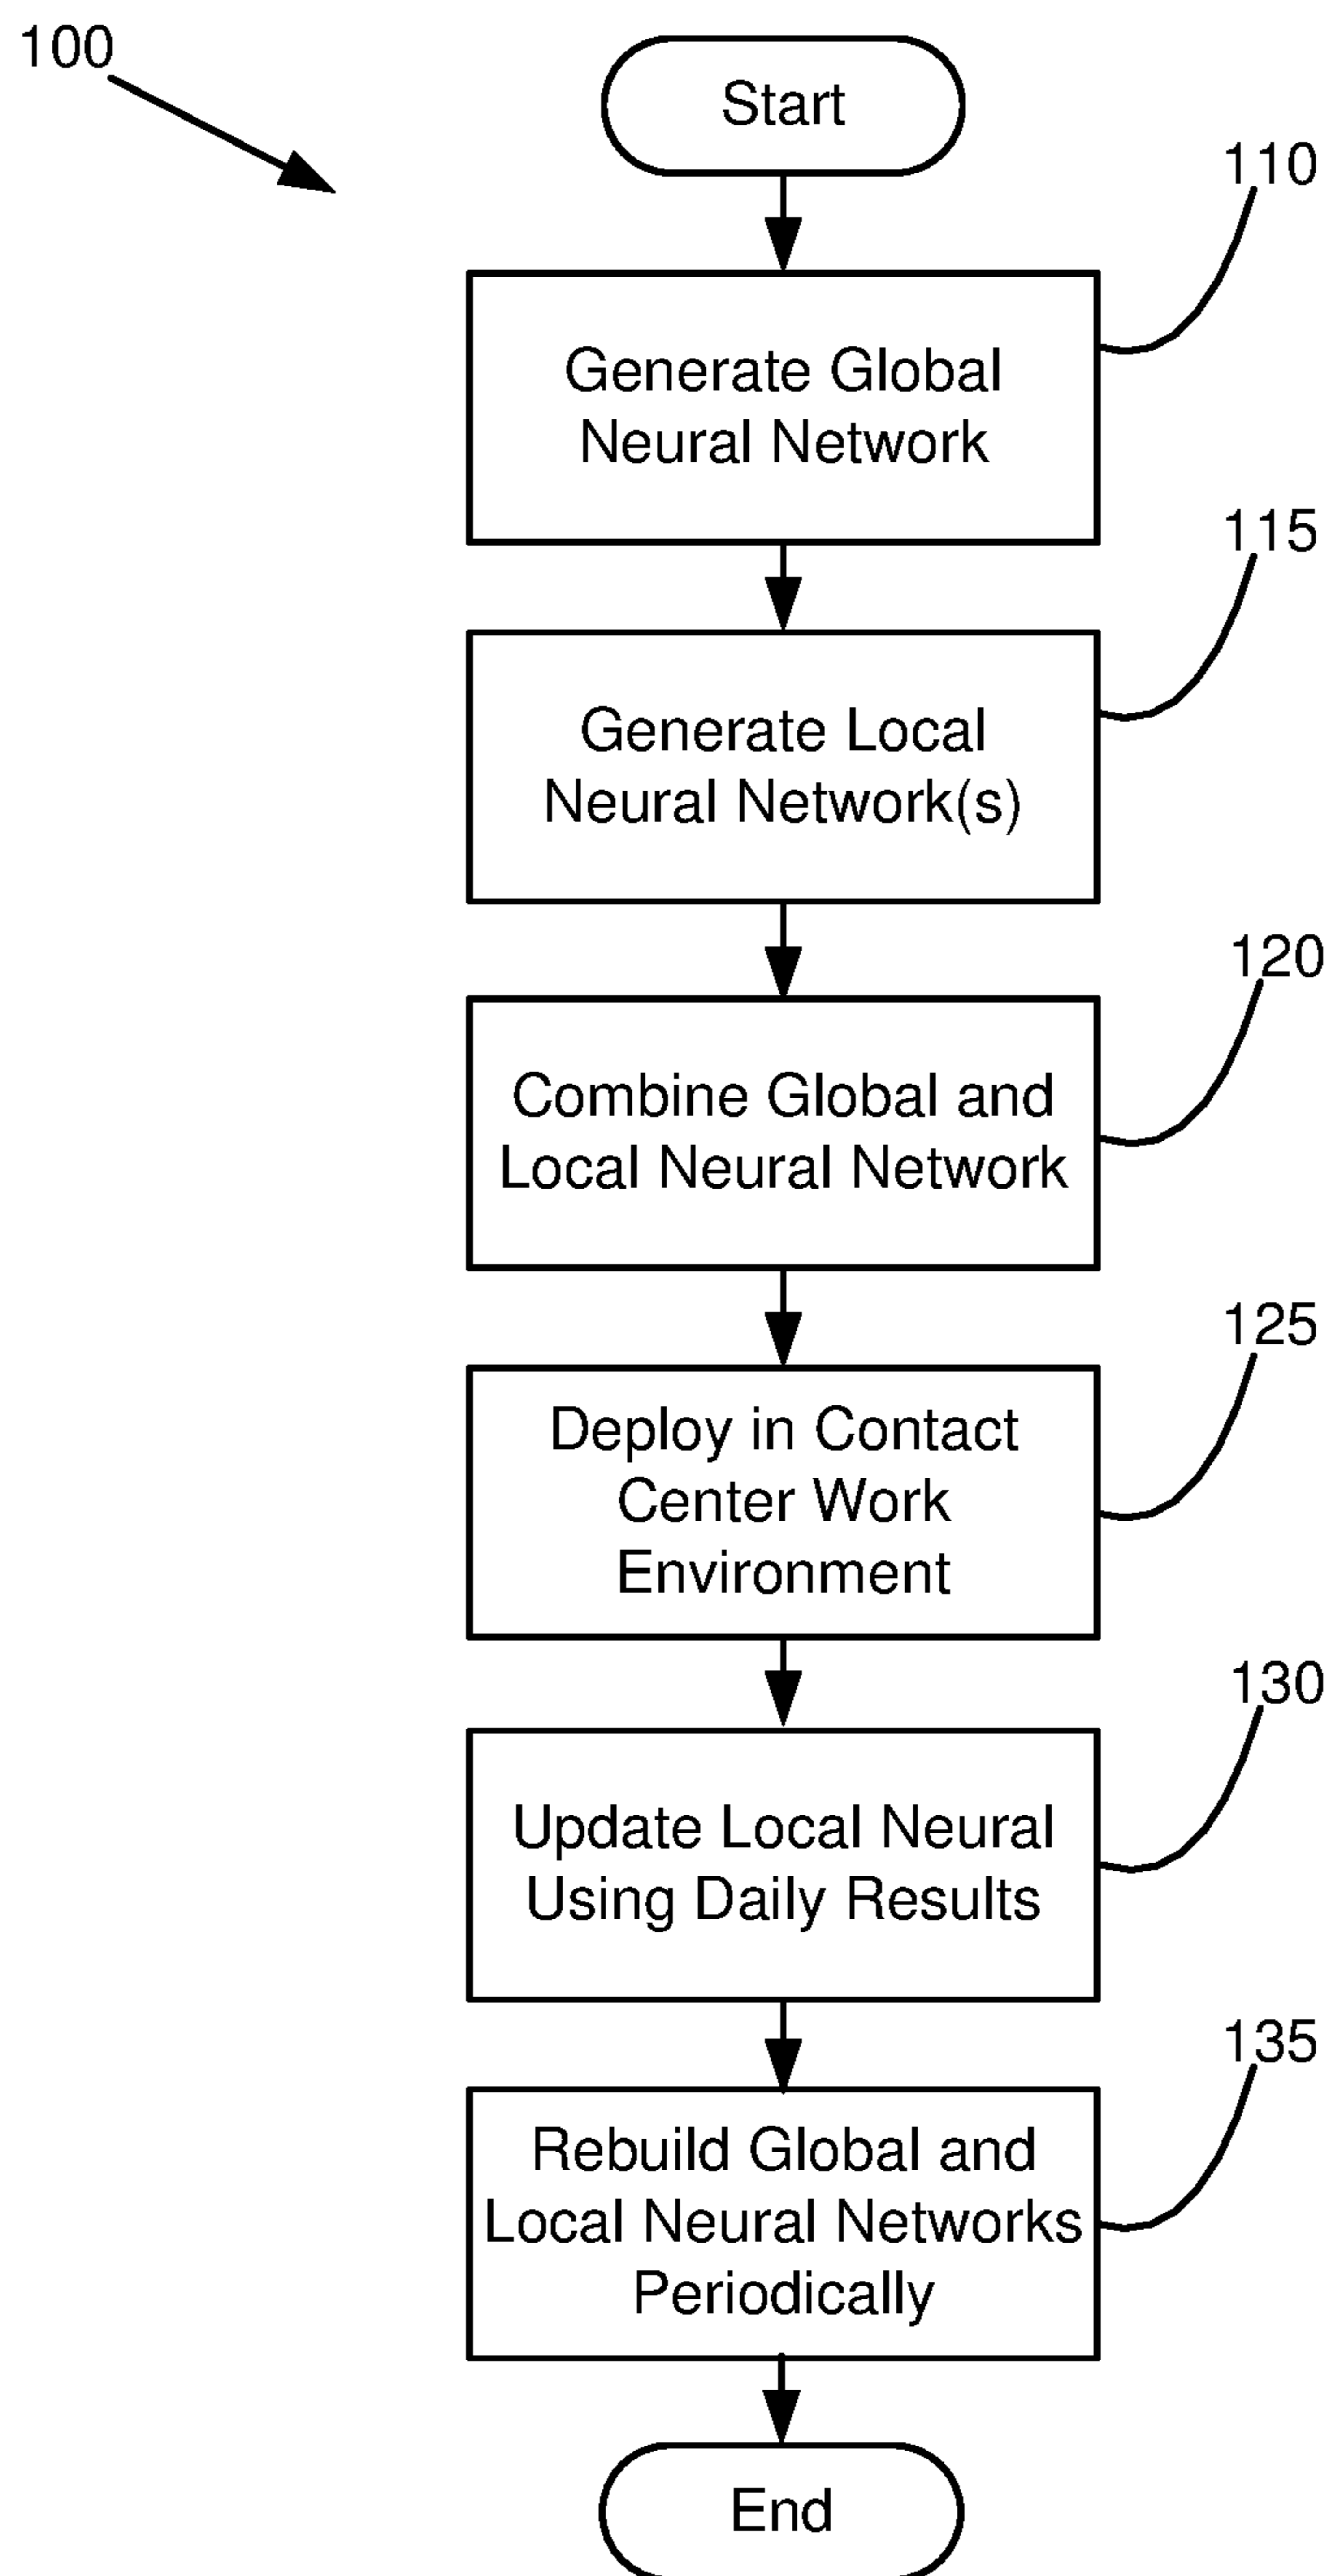 100
Start
110
Generate Global
Neural Network
115
Generate Local
Neural Network(s)
120
Combine Global and
Local Neural Network
125
Deploy in Contact
Center Work
Environment
130
Update Local Neural
Using Daily Results
135
Rebuild Global and
Local Neural Networks
Periodically
End